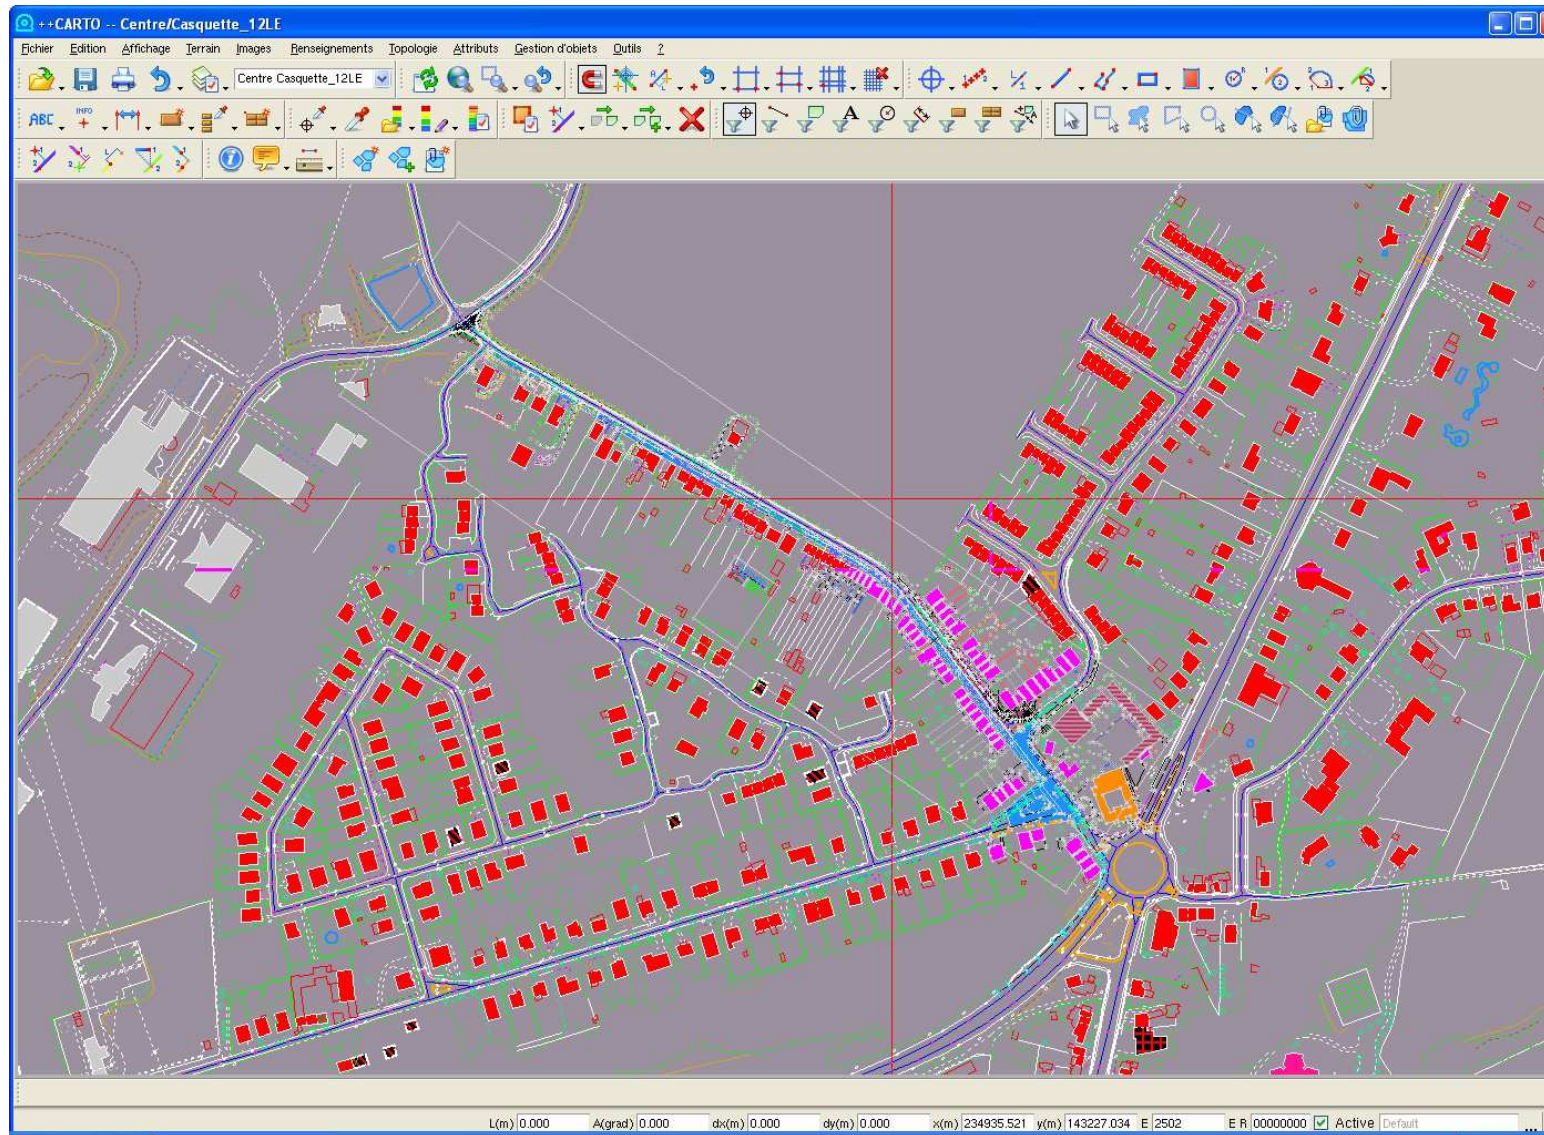 ++CARTO -- Centre/Casquette_12LE
Fichier Edition Affichage Terrain Images Renseignements Topologie Attributs Gestion d'objets Outils ?
Centre Casquette_12LE
ABC INFO
A
L(m) 0.000 A(grad) 0.000 dx(m) 0.000 dy(m) 0.000 x(m) 234935.521 y(m) 143227.034 E 2502 E R 00000000 Active Default ...